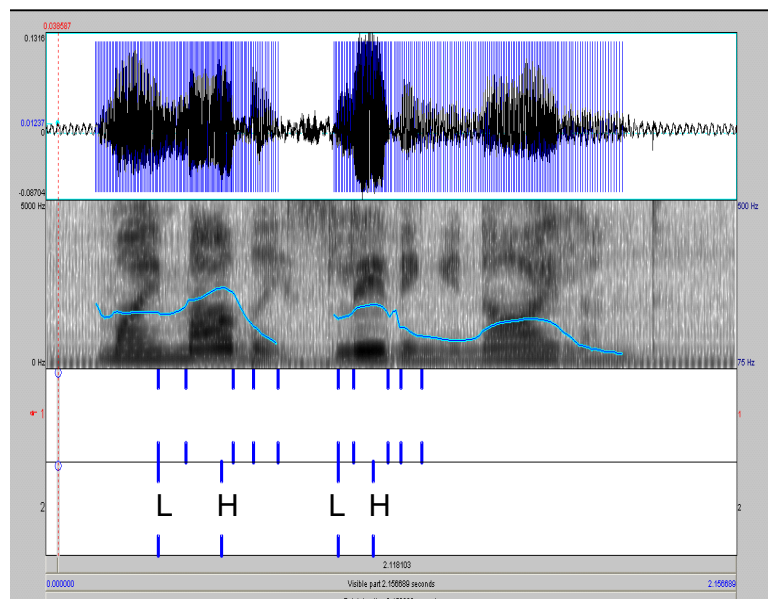 0.039587
0.1316
0.01237
0
-0.08704
5000 Hz 500 Hz
0 Hz 75 Hz
1 1
2 L H L H 2
2.118103
0.000000 Visible part 2.156689 seconds 2.156689